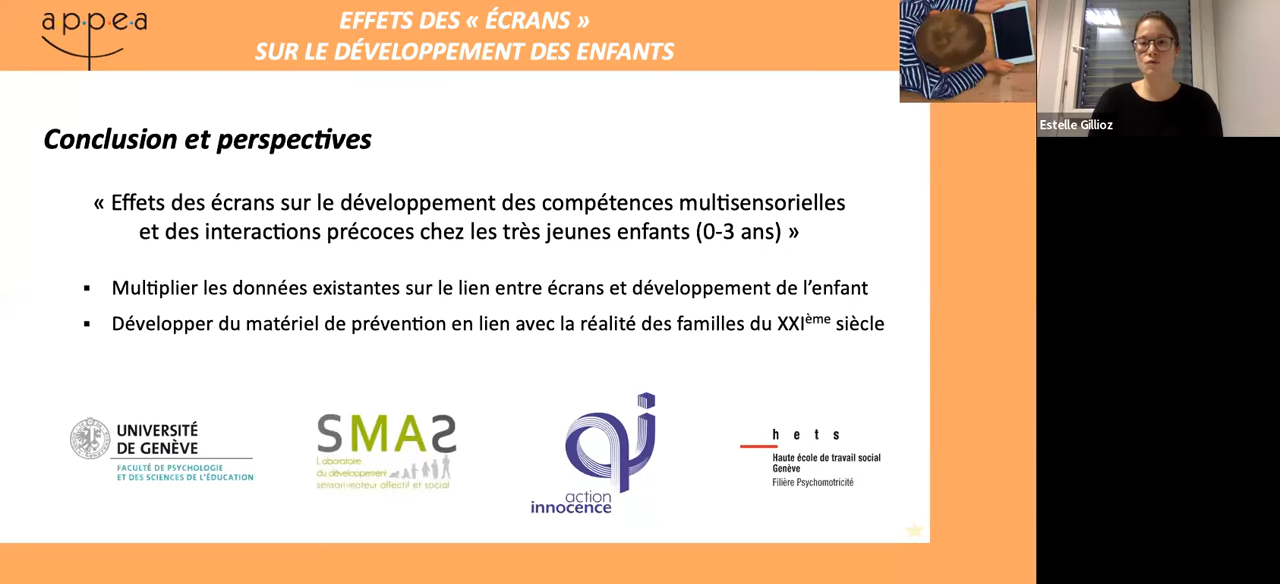 a·p·p·e·a
EFFETS DES « ÉCRANS »
SUR LE DÉVELOPPEMENT DES ENFANTS
Estelle Gillioz
Conclusion et perspectives
« Effets des écrans sur le développement des compétences multisensorielles
et des interactions précoces chez les très jeunes enfants (0-3 ans) »
▪ Multiplier les données existantes sur le lien entre écrans et développement de l’enfant
▪ Développer du matériel de prévention en lien avec la réalité des familles du XXIème siècle
UNIVERSITÉ
DE GENÈVE
FACULTÉ DE PSYCHOLOGIE
ET DES SCIENCES DE L'ÉDUCATION
SMAS
Laboratoire
du développement
sensori-moteur affectif et social
action
innocence
h e t s
Haute école de travail social
Genève
Filière Psychomotricité